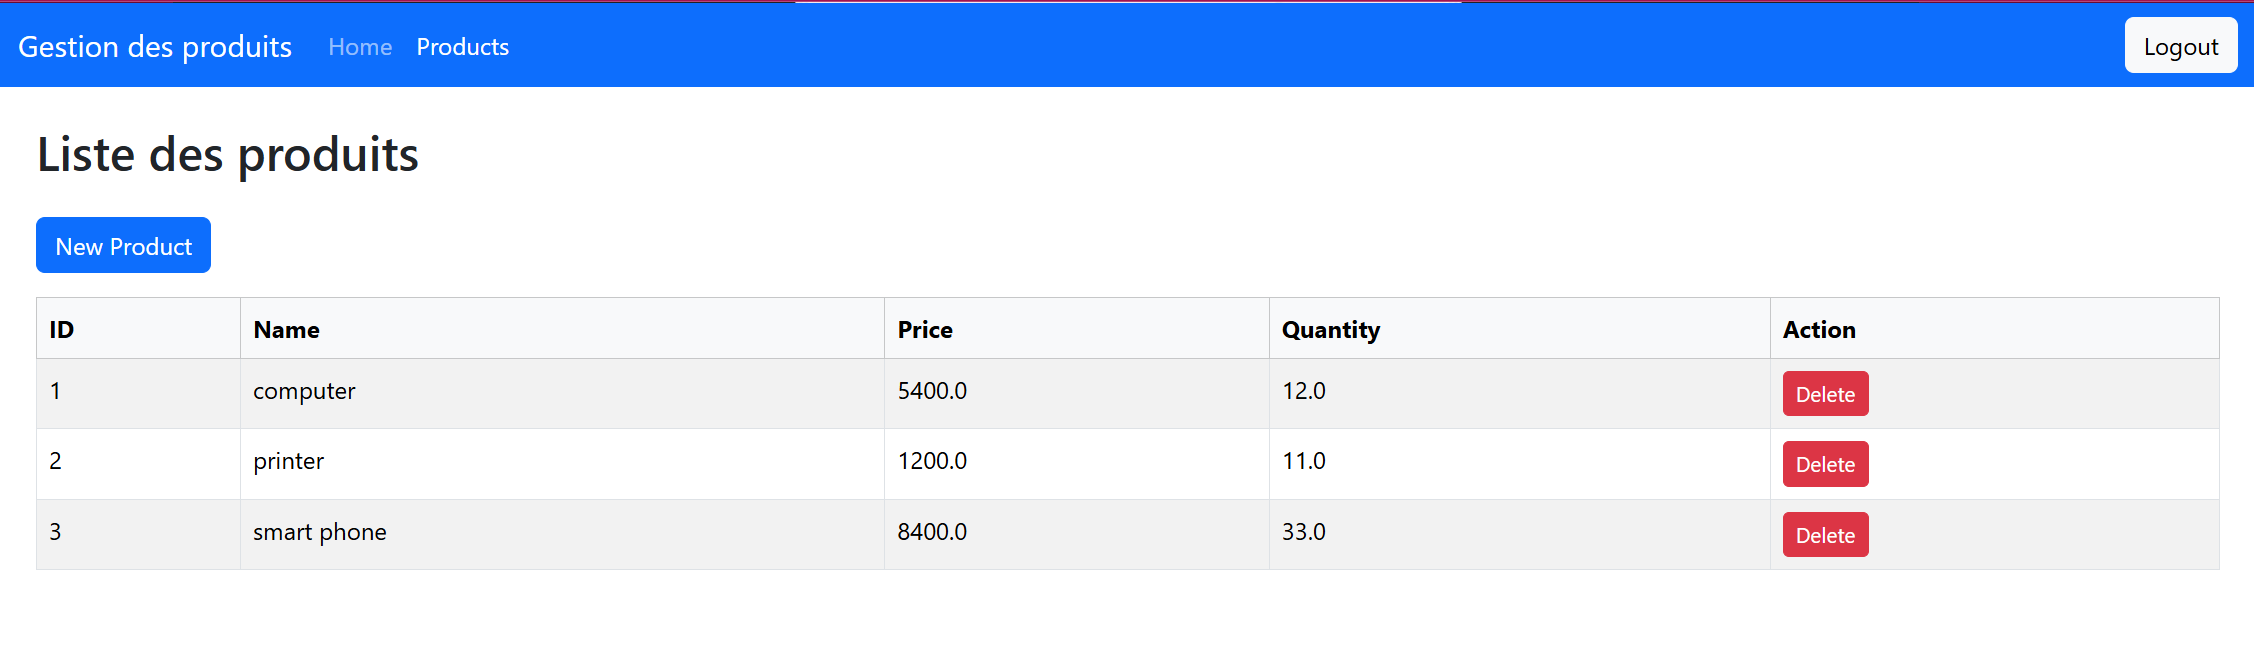 Gestion des produits Home Products Logout
Liste des produits
New Product
ID Name Price Quantity Action
1 computer 5400.0 12.0 Delete
2 printer 1200.0 11.0 Delete
3 smart phone 8400.0 33.0 Delete